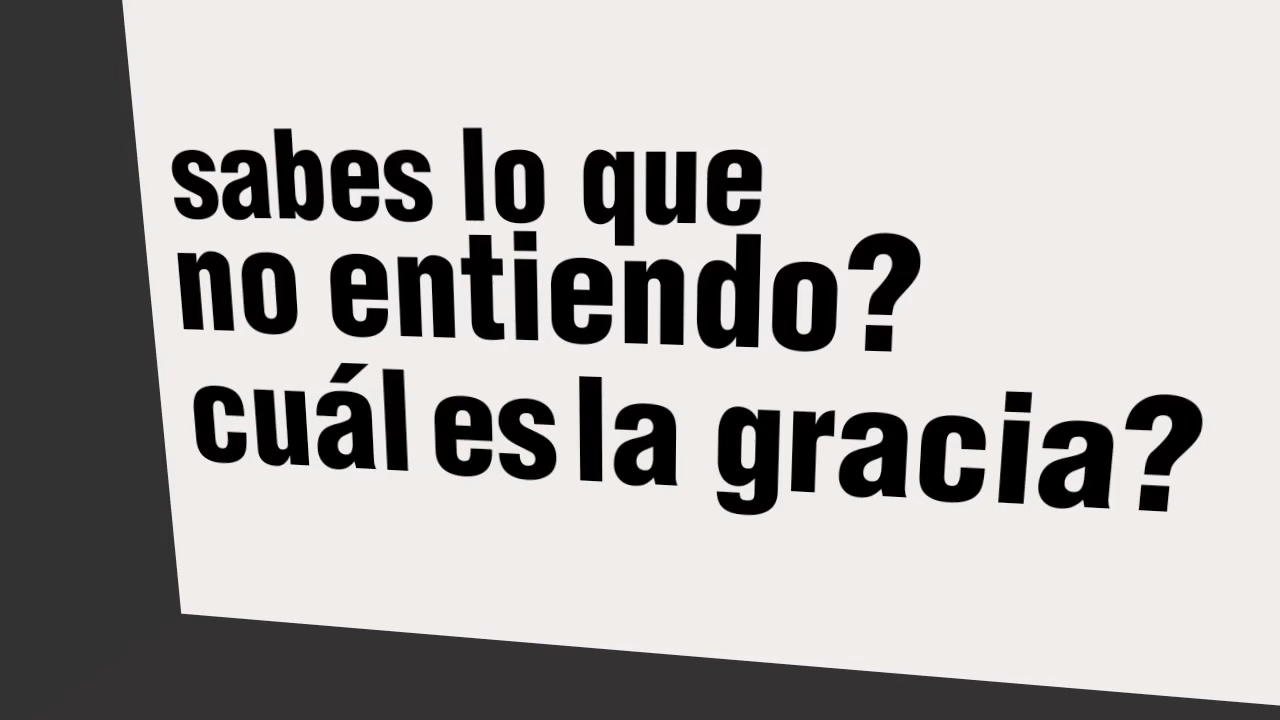 sabes lo que
no entiendo?
cuál es la gracia?